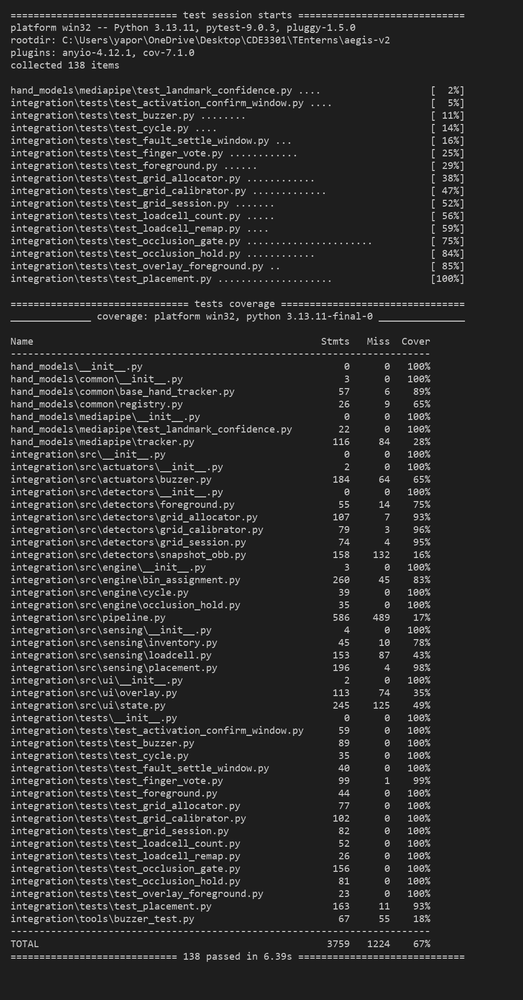 ============================= test session starts =============================
platform win32 -- Python 3.13.11, pytest-9.0.3, pluggy-1.5.0
rootdir: C:\Users\yapor\OneDrive\Desktop\CDE3301\TEnterns\aegis-v2
plugins: anyio-4.12.1, cov-7.1.0
collected 138 items

hand_models\mediapipe\test_landmark_confidence.py ....                   [  2%]
integration\tests\test_activation_confirm_window.py ....                 [  5%]
integration\tests\test_buzzer.py ........                                [ 11%]
integration\tests\test_cycle.py ....                                     [ 14%]
integration\tests\test_fault_settle_window.py ...                        [ 16%]
integration\tests\test_finger_vote.py ............                       [ 25%]
integration\tests\test_foreground.py ......                              [ 29%]
integration\tests\test_grid_allocator.py ............                    [ 38%]
integration\tests\test_grid_calibrator.py .............                  [ 47%]
integration\tests\test_grid_session.py .......                           [ 52%]
integration\tests\test_loadcell_count.py .....                           [ 56%]
integration\tests\test_loadcell_remap.py ....                            [ 59%]
integration\tests\test_occlusion_gate.py ......................          [ 75%]
integration\tests\test_occlusion_hold.py ............                    [ 84%]
integration\tests\test_overlay_foreground.py ..                          [ 85%]
integration\tests\test_placement.py ....................                 [100%]

=============================== tests coverage ================================
______________ coverage: platform win32, python 3.13.11-final-0 _______________

Name                                                  Stmts   Miss  Cover
-------------------------------------------------------------------------
hand_models\__init__.py                                   0      0   100%
hand_models\common\__init__.py                            3      0   100%
hand_models\common\base_hand_tracker.py                  57      6    89%
hand_models\common\registry.py                           26      9    65%
hand_models\mediapipe\__init__.py                         0      0   100%
hand_models\mediapipe\test_landmark_confidence.py        22      0   100%
hand_models\mediapipe\tracker.py                        116     84    28%
integration\src\__init__.py                               0      0   100%
integration\src\actuators\__init__.py                     2      0   100%
integration\src\actuators\buzzer.py                     184     64    65%
integration\src\detectors\__init__.py                     0      0   100%
integration\src\detectors\foreground.py                  55     14    75%
integration\src\detectors\grid_allocator.py             107      7    93%
integration\src\detectors\grid_calibrator.py             79      3    96%
integration\src\detectors\grid_session.py                74      4    95%
integration\src\detectors\snapshot_obb.py               158    132    16%
integration\src\engine\__init__.py                        3      0   100%
integration\src\engine\bin_assignment.py                260     45    83%
integration\src\engine\cycle.py                          39      0   100%
integration\src\engine\occlusion_hold.py                 35      0   100%
integration\src\pipeline.py                             586    489    17%
integration\src\sensing\__init__.py                       4      0   100%
integration\src\sensing\inventory.py                     45     10    78%
integration\src\sensing\loadcell.py                     153     87    43%
integration\src\sensing\placement.py                    196      4    98%
integration\src\ui\__init__.py                            2      0   100%
integration\src\ui\overlay.py                           113     74    35%
integration\src\ui\state.py                             245    125    49%
integration\tests\__init__.py                             0      0   100%
integration\tests\test_activation_confirm_window.py      59      0   100%
integration\tests\test_buzzer.py                         89      0   100%
integration\tests\test_cycle.py                          35      0   100%
integration\tests\test_fault_settle_window.py            40      0   100%
integration\tests\test_finger_vote.py                    99      1    99%
integration\tests\test_foreground.py                     44      0   100%
integration\tests\test_grid_allocator.py                 77      0   100%
integration\tests\test_grid_calibrator.py               102      0   100%
integration\tests\test_grid_session.py                   82      0   100%
integration\tests\test_loadcell_count.py                 52      0   100%
integration\tests\test_loadcell_remap.py                 26      0   100%
integration\tests\test_occlusion_gate.py                156      0   100%
integration\tests\test_occlusion_hold.py                 81      0   100%
integration\tests\test_overlay_foreground.py             23      0   100%
integration\tests\test_placement.py                     163     11    93%
integration\tools\buzzer_test.py                         67     55    18%
-------------------------------------------------------------------------
TOTAL                                                  3759   1224    67%
============================= 138 passed in 6.39s =============================